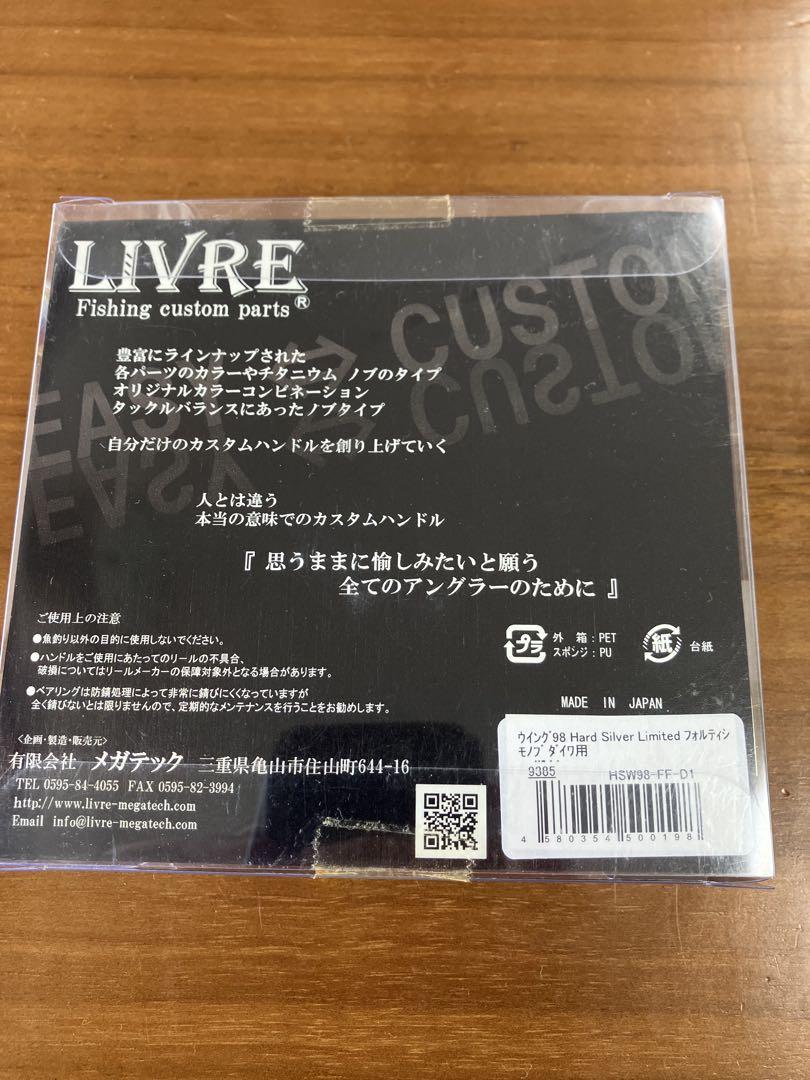 LIVRE
Fishing custom parts®
EASY CUSTOM
豊富にラインナップされた
各パーツのカラーやチタニウム ノブのタイプ
オリジナルカラーコンビネーション
タックルバランスにあったノブタイプ
自分だけのカスタムハンドルを創り上げていく
人とは違う
本当の意味でのカスタムハンドル
『 思うままに愉しみたいと願う
全てのアングラーのために 』
ご使用上の注意
●魚釣り以外の目的に使用しないでください。
●ハンドルをご使用にあたってのリールの不具合、
破損についてはリールメーカーの保障対象外となる場合があります。
●ベアリングは防錆処理によって非常に錆びにくくなっていますが
全く錆びないとは限りませんので、定期的なメンテナンスを行うことをお勧めします。
プラ
外 箱 : PET
スポンジ : PU
紙
台紙
MADE IN JAPAN
<企画・製造・販売元>
有限会社 メガテック 三重県亀山市住山町644-16
TEL 0595-84-4055 FAX 0595-82-3994
http://www.livre-megatech.com
Email info@livre-megatech.com
ウイング98 Hard Silver Limited フォルティシ
モノブ ダイワ用
9385 HSW98-FF-D1
4 580354 500198